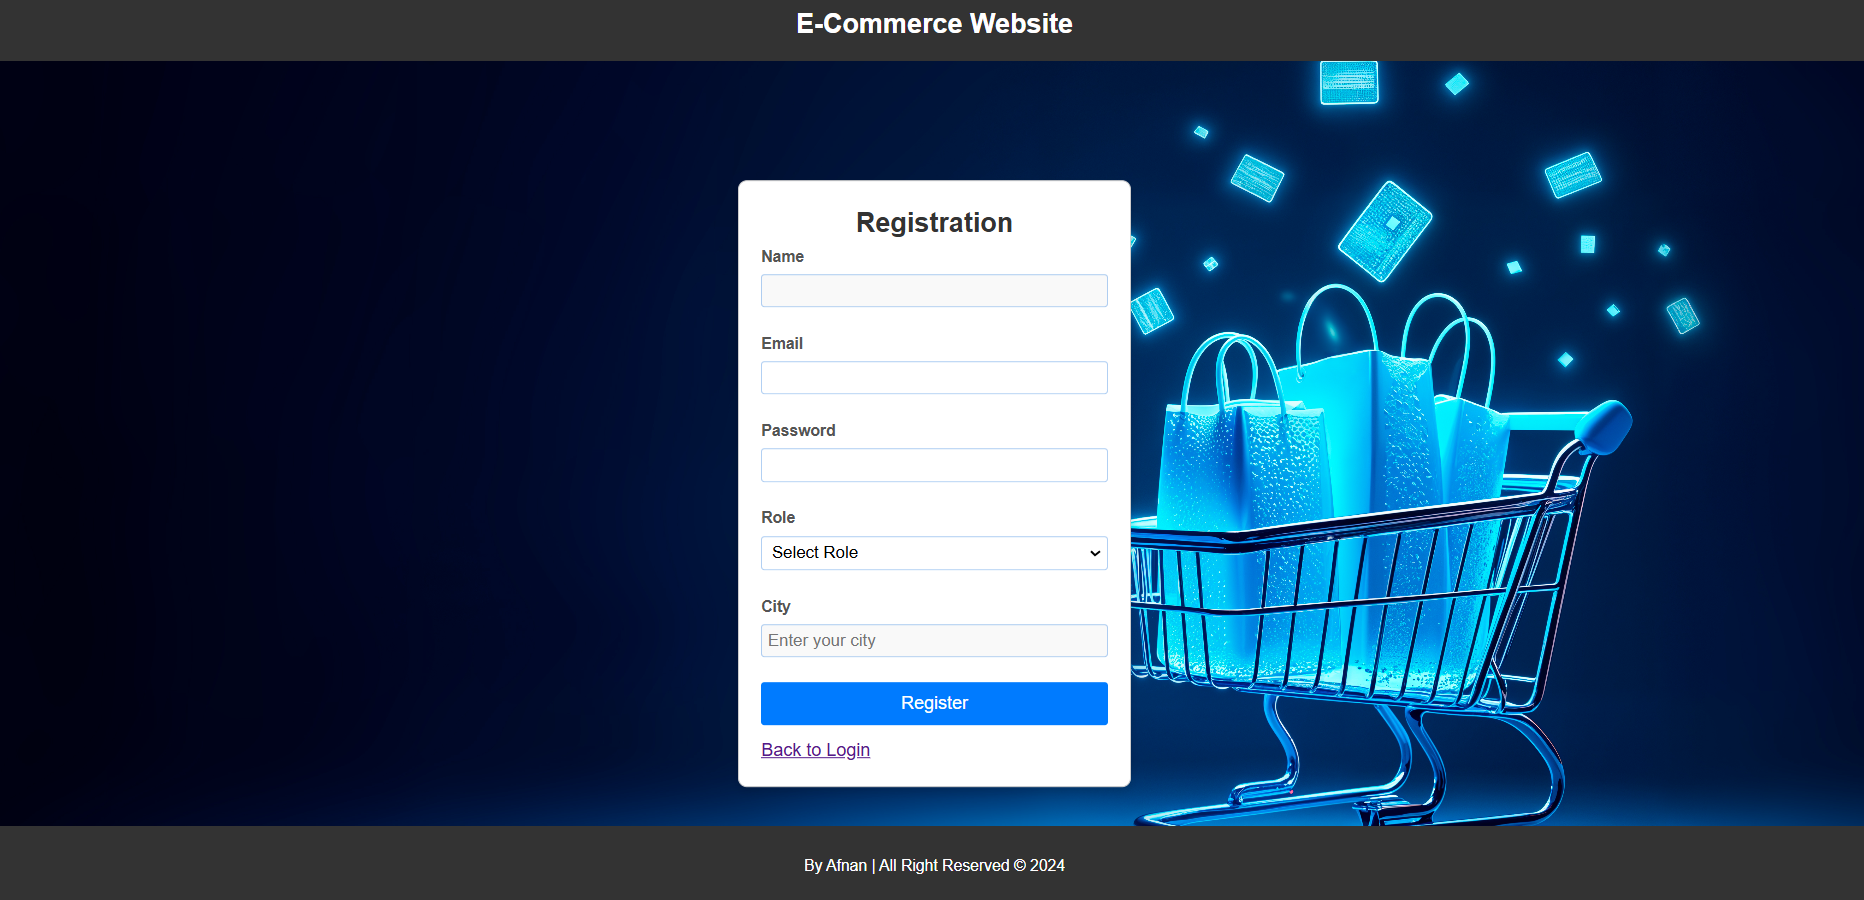 E-Commerce Website
Registration
Name
Email
Password
Role
Select Role
City
Enter your city
Register
Back to Login
By Afnan | All Right Reserved © 2024